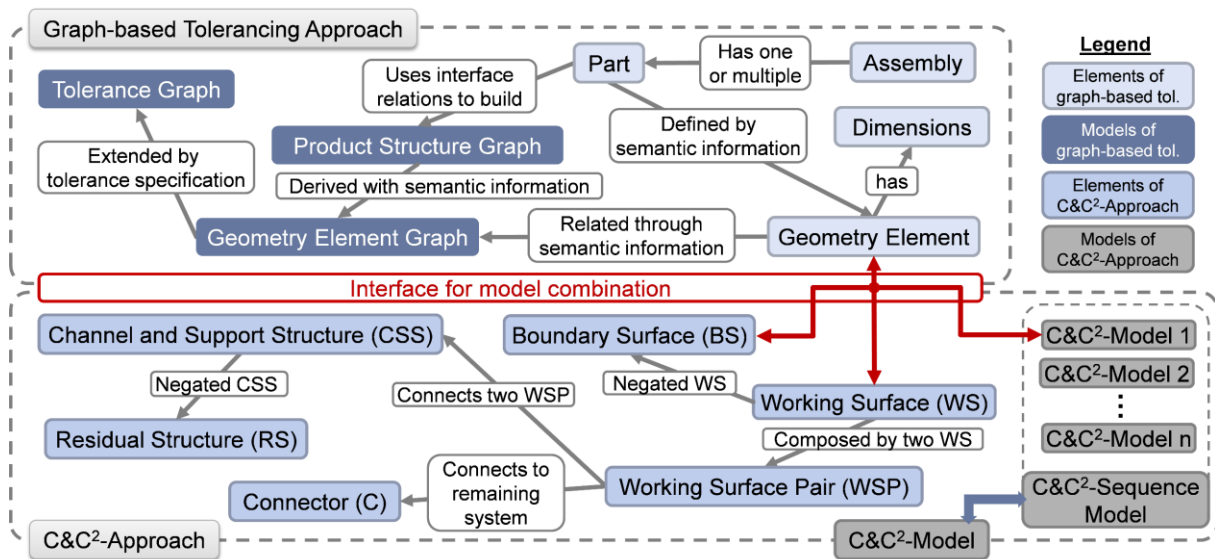 Graph-based Tolerancing Approach
Tolerance Graph
Uses interface
relations to build
Part
Has one
or multiple
Assembly
Extended by
tolerance specification
Product Structure Graph
Defined by
semantic information
Dimensions
Derived with semantic information
has
Geometry Element Graph
Related through
semantic information
Geometry Element
Interface for model combination
Channel and Support Structure (CSS)
Boundary Surface (BS)
Negated CSS
Connects two WSP
Negated WS
Working Surface (WS)
Residual Structure (RS)
Composed by two WS
Connector (C)
Connects to
remaining
system
Working Surface Pair (WSP)
C&C²-Approach
C&C²-Model
Legend
Elements of
graph-based tol.
Models of
graph-based tol.
Elements of
C&C²-Approach
Models of
C&C²-Approach
C&C²-Model 1
C&C²-Model 2
⋮
C&C²-Model n
C&C²-Sequence
Model